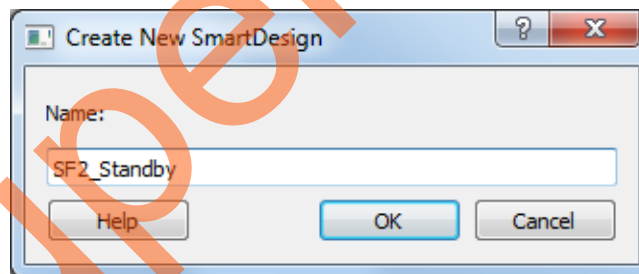 Create New SmartDesign
Name:
SF2_Standby
Help
OK
Cancel